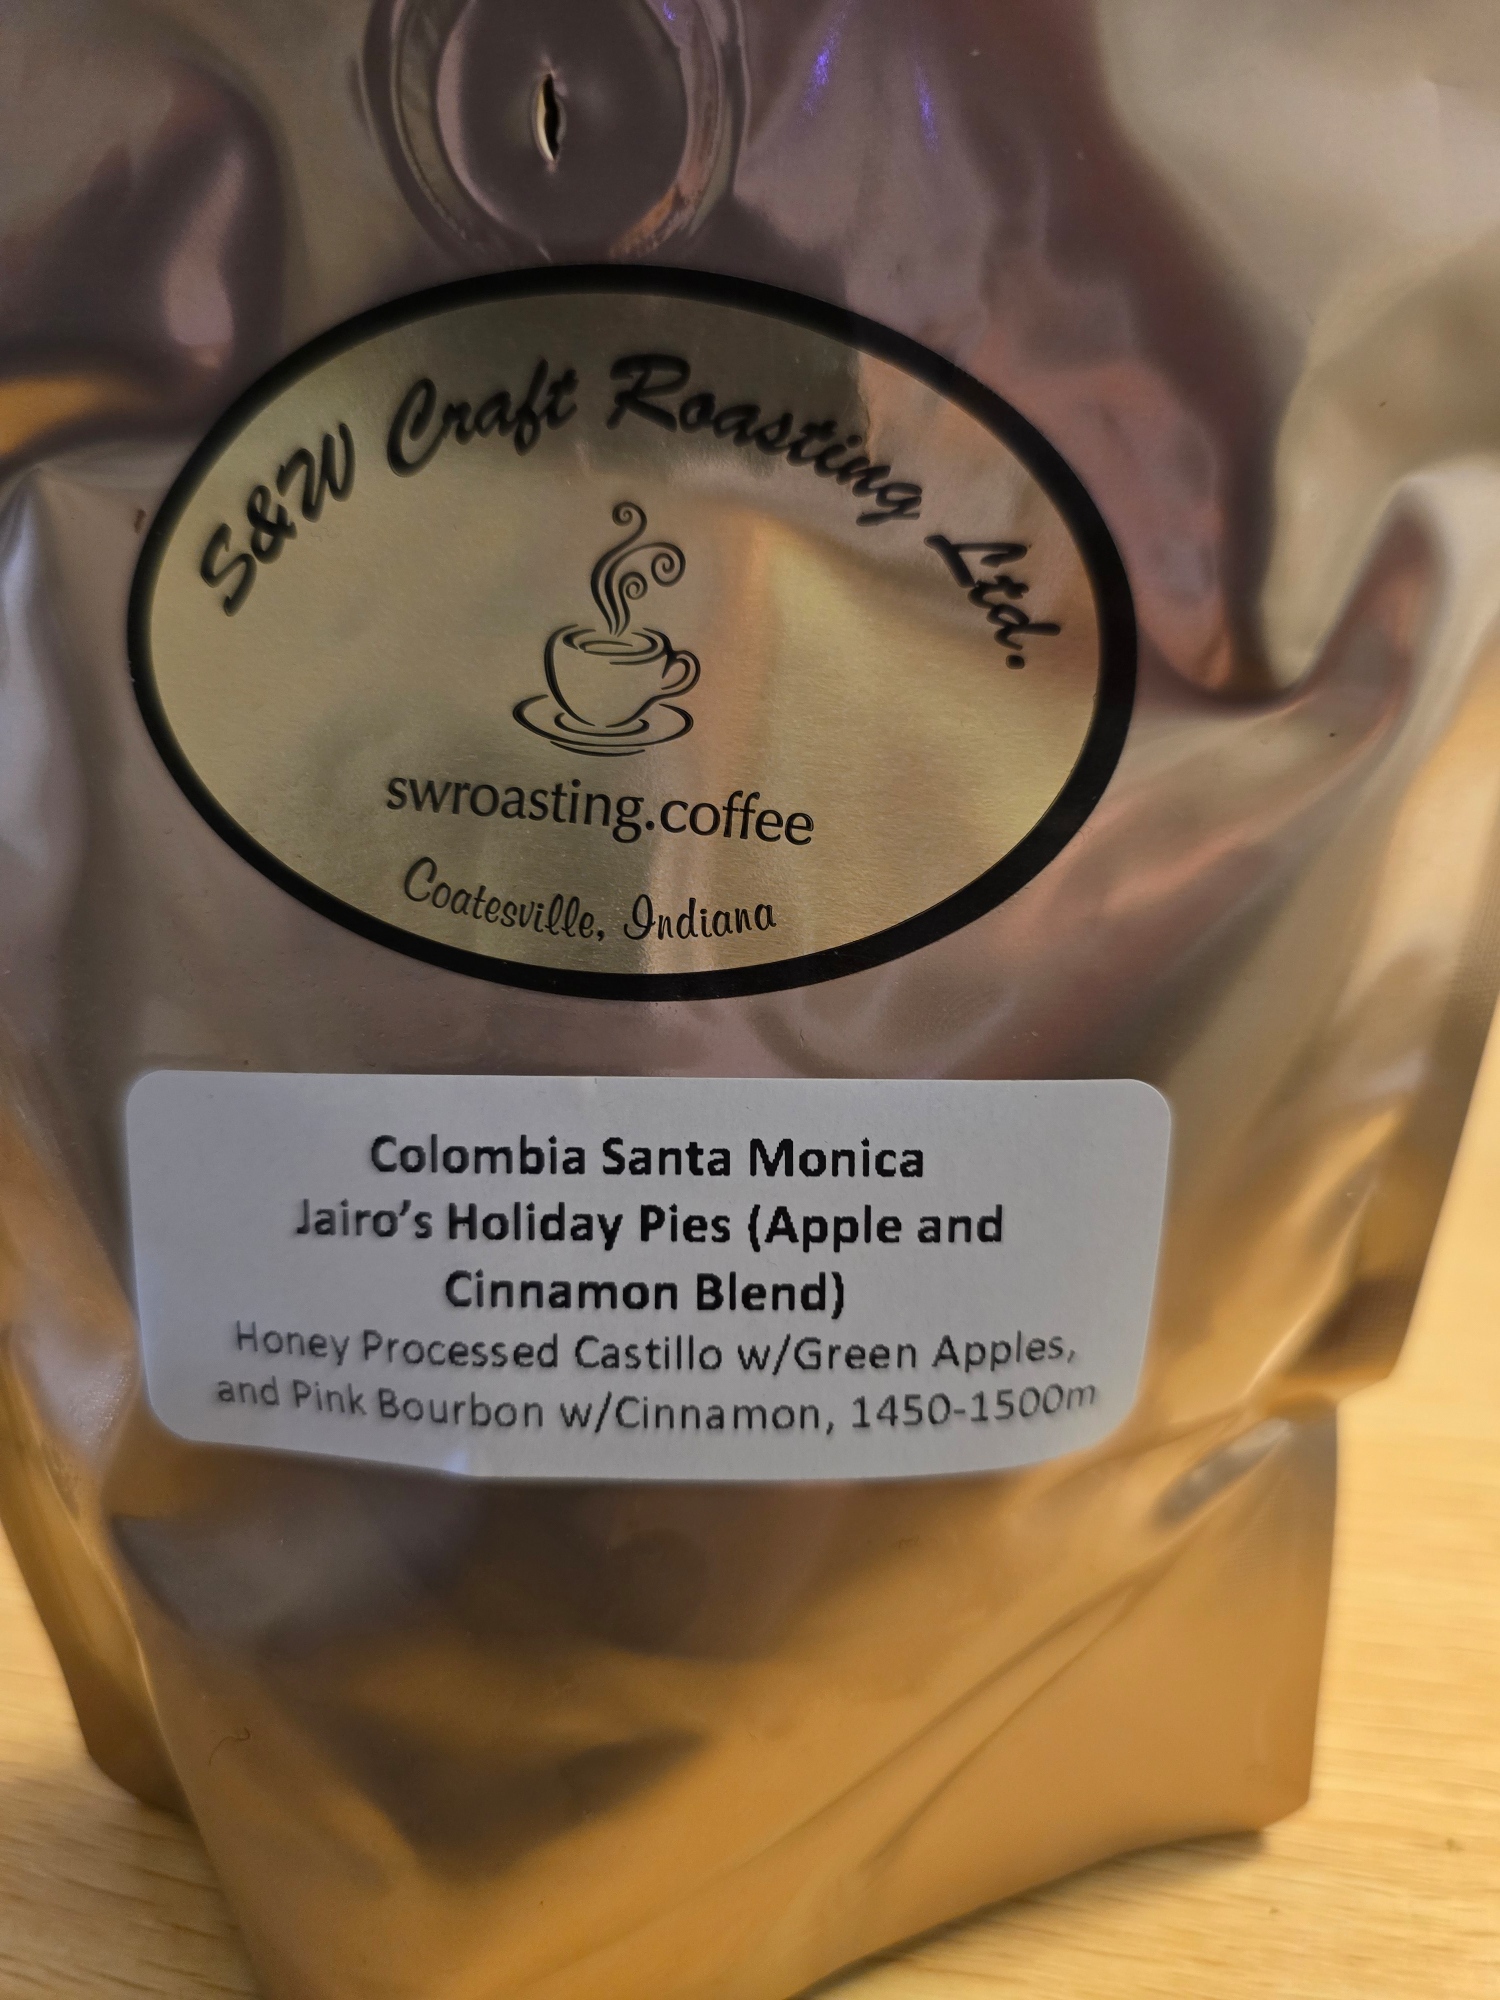 S&W Craft Roasting Ltd.
swroasting.coffee
Coatesville, Indiana
Colombia Santa Monica
Jairo’s Holiday Pies (Apple and
Cinnamon Blend)
Honey Processed Castillo w/Green Apples,
and Pink Bourbon w/Cinnamon, 1450-1500m